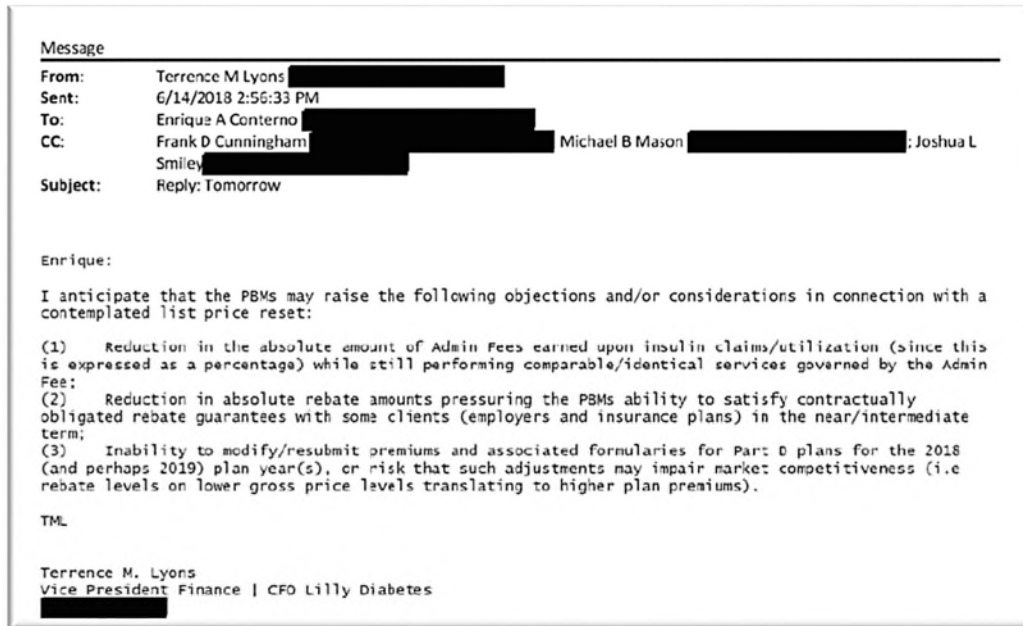 Message
From: Terrence M Lyons
Sent: 6/14/2018 2:56:33 PM
To: Enrique A Conterno
CC: Frank D Cunningham Michael B Mason ; Joshua L
Smiley
Subject: Reply: Tomorrow
Enrique:
I anticipate that the PBMs may raise the following objections and/or considerations in connection with a
contemplated list price reset:
(1) Reduction in the absolute amount of Admin Fees earned upon insulin claims/utilization (since this
is expressed as a percentage) while still performing comparable/identical services governed by the Admin
Fee;
(2) Reduction in absolute rebate amounts pressuring the PBMs ability to satisfy contractually
obligated rebate guarantees with some clients (employers and insurance plans) in the near/intermediate
term;
(3) Inability to modify/resubmit premiums and associated formularies for Part D plans for the 2018
(and perhaps 2019) plan year(s), or risk that such adjustments may impair market competitiveness (i.e
rebate levels on lower gross price levels translating to higher plan premiums).
TML
Terrence M. Lyons
Vice President Finance | CFO Lilly Diabetes